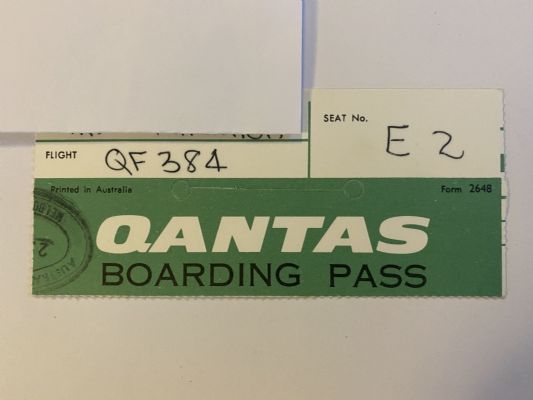 SEAT No.
E 2
FLIGHT QF 384
Printed in Australia Form 2648
QANTAS
BOARDING PASS